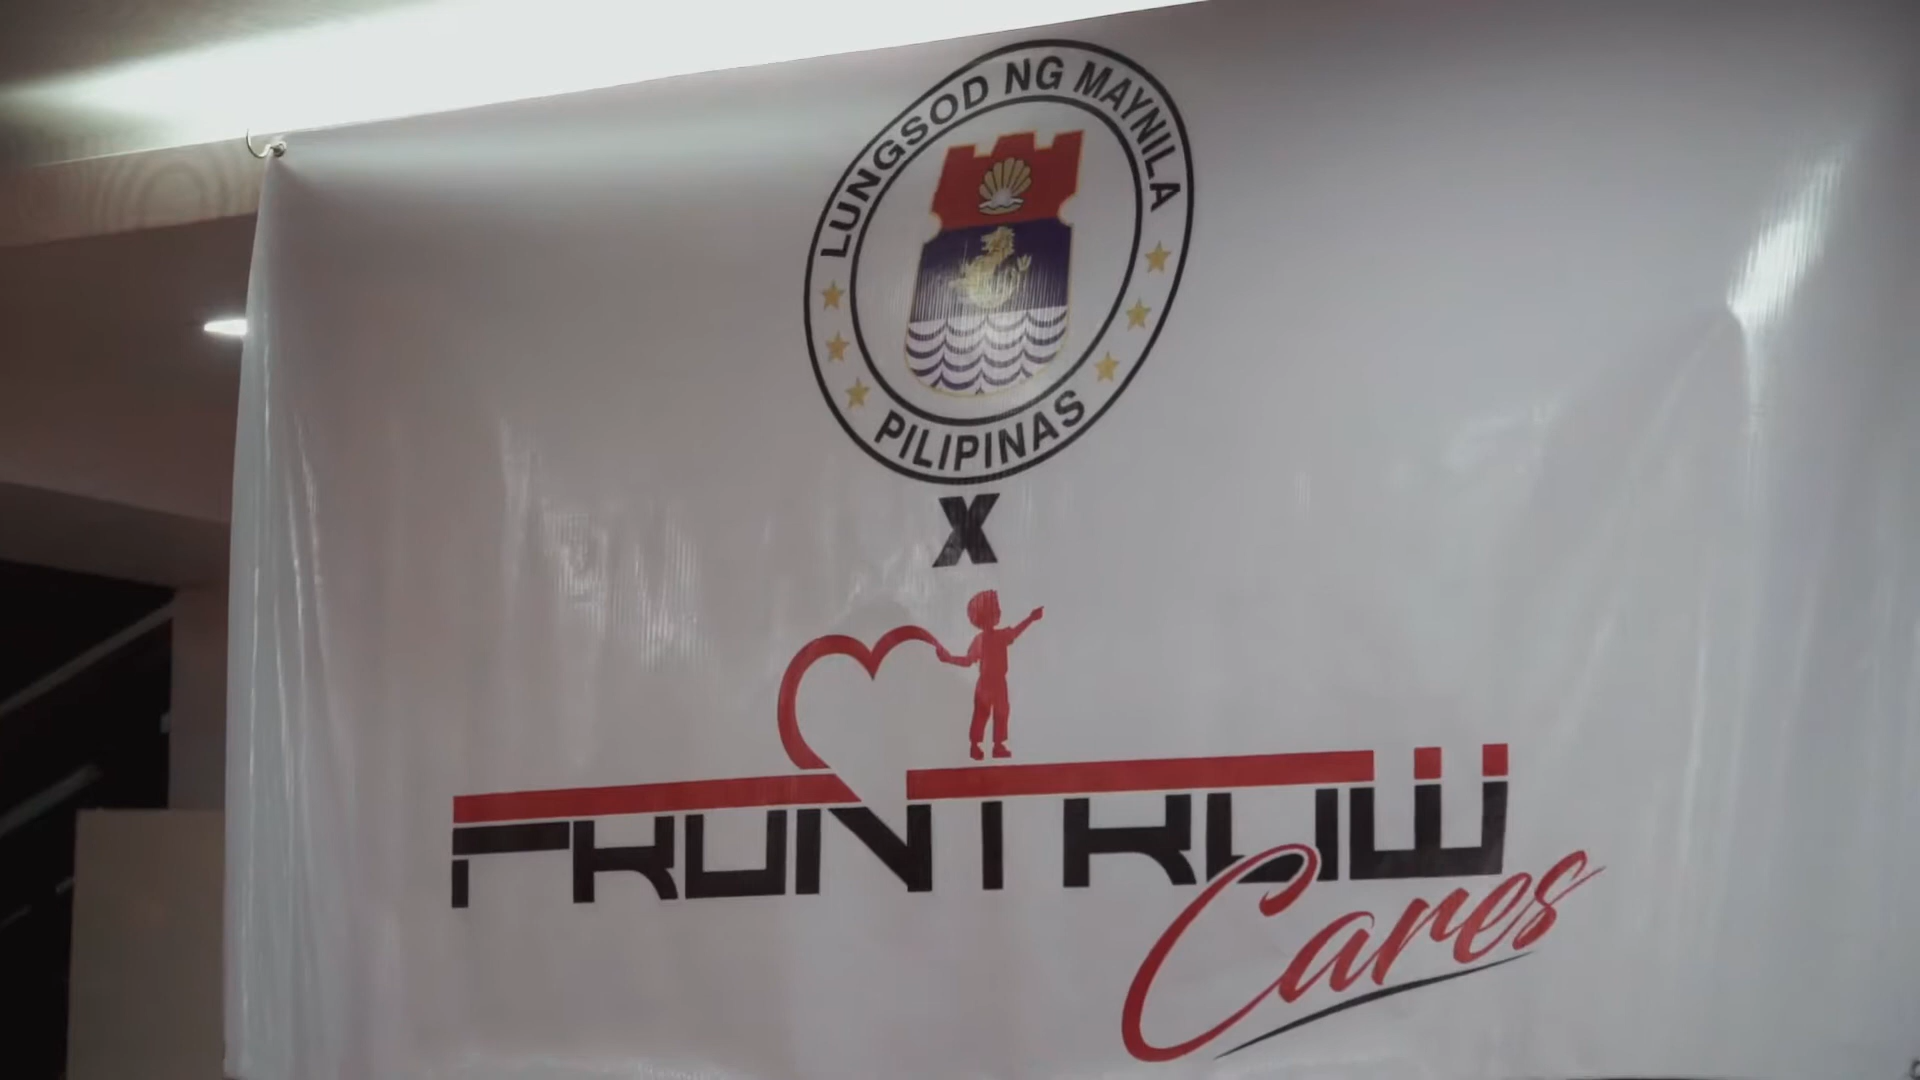 LUNGSOD NG MAYNILA
PILIPINAS
X
FRONTROW
Cares